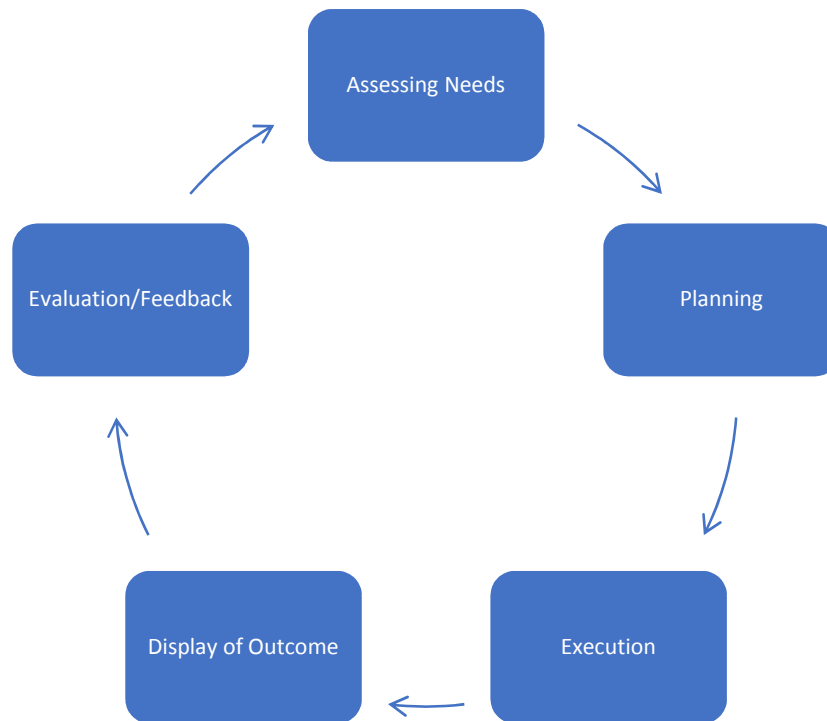 Assessing Needs
Planning
Execution
Display of Outcome
Evaluation/Feedback